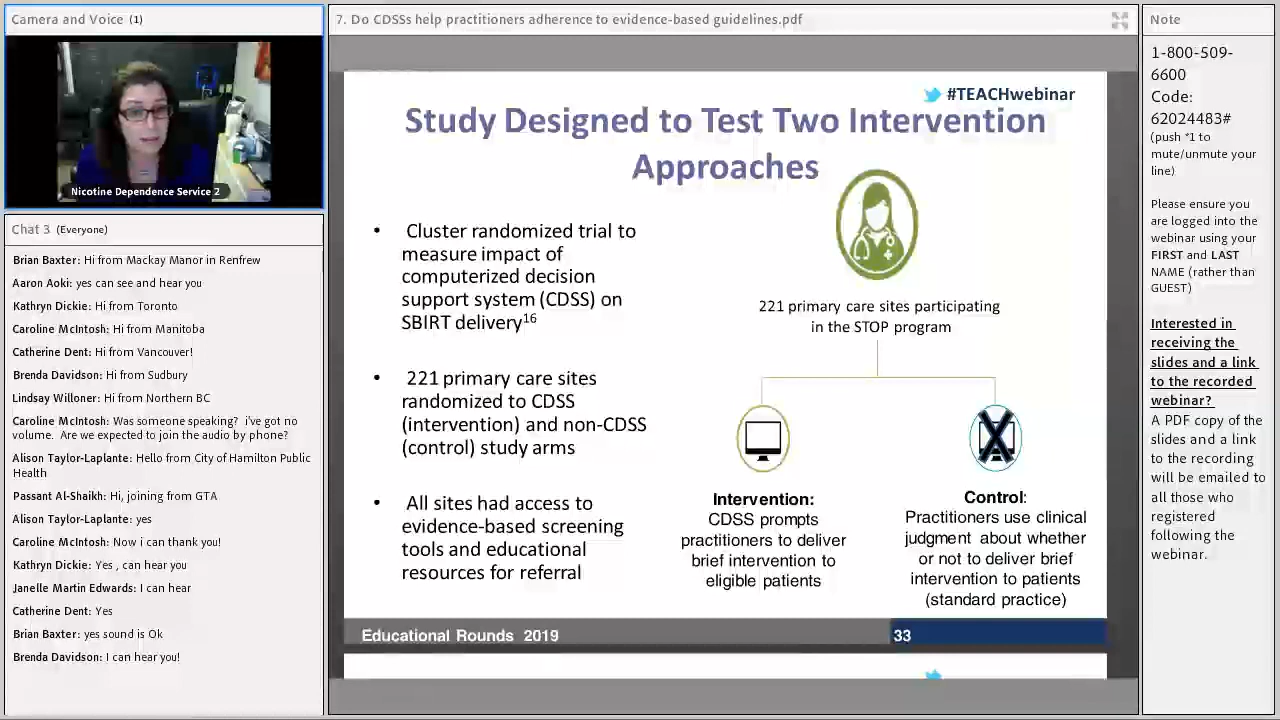 Camera and Voice (1)
Nicotine Dependence Service 2
Chat 3 (Everyone)
Brian Baxter: Hi from Mackay Manor in Renfrew
Aaron Aoki: yes can see and hear you
Kathryn Dickie: Hi from Toronto
Caroline McIntosh: Hi from Manitoba
Catherine Dent: Hi from Vancouver!
Brenda Davidson: Hi from Sudbury
Lindsay Willoner: Hi from Northern BC
Caroline McIntosh: Was someone speaking? i've got no
volume. Are we expected to join the audio by phone?
Alison Taylor-Laplante: Hello from City of Hamilton Public
Health
Passant Al-Shaikh: Hi, joining from GTA
Alison Taylor-Laplante: yes
Caroline McIntosh: Now i can thank you!
Kathryn Dickie: Yes , can hear you
Janelle Martin Edwards: I can hear
Catherine Dent: Yes
Brian Baxter: yes sound is Ok
Brenda Davidson: I can hear you!
7. Do CDSSs help practitioners adherence to evidence-based guidelines.pdf
#TEACHwebinar
Study Designed to Test Two Intervention
Approaches
• Cluster randomized trial to
measure impact of
computerized decision
support system (CDSS) on
SBIRT delivery16
• 221 primary care sites
randomized to CDSS
(intervention) and non-CDSS
(control) study arms
• All sites had access to
evidence-based screening
tools and educational
resources for referral
221 primary care sites participating
in the STOP program
Intervention:
CDSS prompts
practitioners to deliver
brief intervention to
eligible patients
Control:
Practitioners use clinical
judgment about whether
or not to deliver brief
intervention to patients
(standard practice)
Educational Rounds 2019
33
Note
1-800-509-
6600
Code:
62024483#
(push *1 to
mute/unmute your
line)
Please ensure you
are logged into the
webinar using your
FIRST and LAST
NAME (rather than
GUEST)
Interested in
receiving the
slides and a link
to the recorded
webinar?
A PDF copy of the
slides and a link
to the recording
will be emailed to
all those who
registered
following the
webinar.